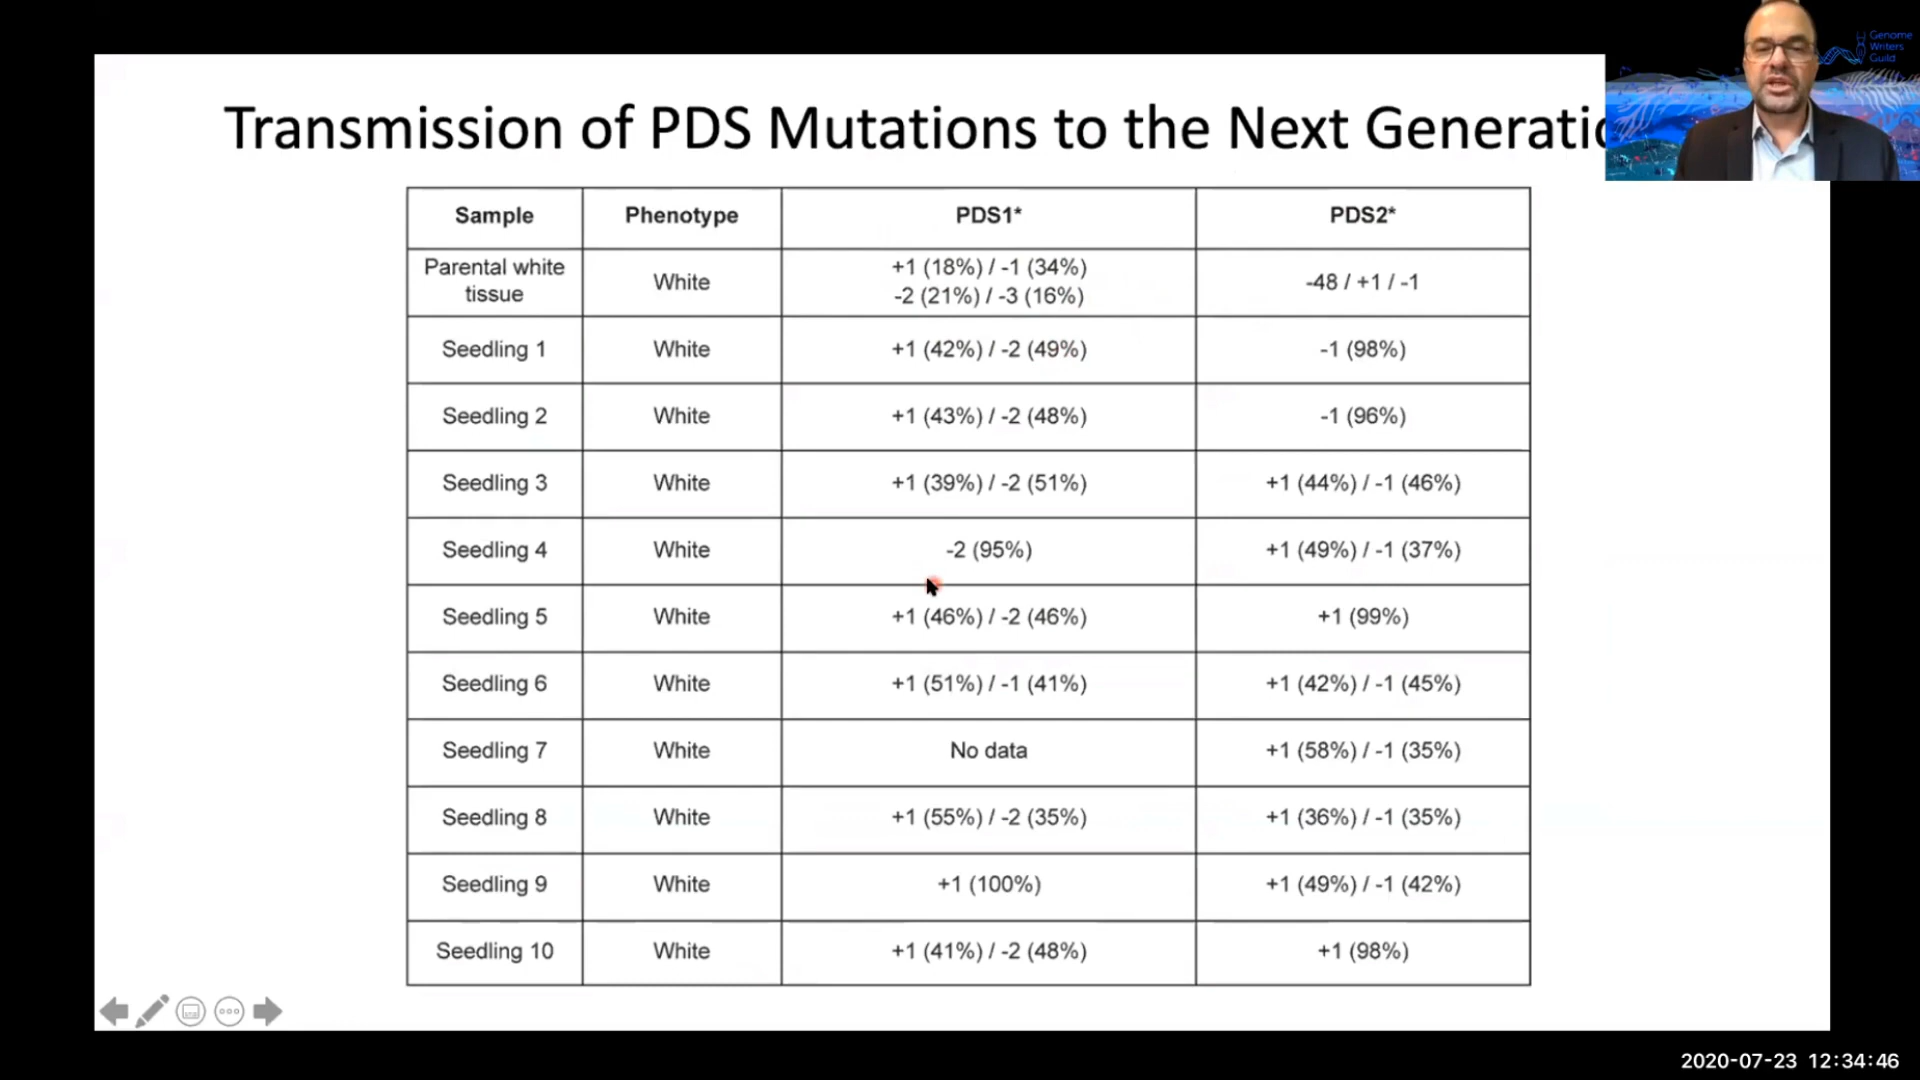 Genome
Writers
Guild
Transmission of PDS Mutations to the Next Generatio
Sample Phenotype PDS1* PDS2*
Parental white tissue White +1 (18%) / -1 (34%) -2 (21%) / -3 (16%) -48 / +1 / -1
Seedling 1 White +1 (42%) / -2 (49%) -1 (98%)
Seedling 2 White +1 (43%) / -2 (48%) -1 (96%)
Seedling 3 White +1 (39%) / -2 (51%) +1 (44%) / -1 (46%)
Seedling 4 White -2 (95%) +1 (49%) / -1 (37%)
Seedling 5 White +1 (46%) / -2 (46%) +1 (99%)
Seedling 6 White +1 (51%) / -1 (41%) +1 (42%) / -1 (45%)
Seedling 7 White No data +1 (58%) / -1 (35%)
Seedling 8 White +1 (55%) / -2 (35%) +1 (36%) / -1 (35%)
Seedling 9 White +1 (100%) +1 (49%) / -1 (42%)
Seedling 10 White +1 (41%) / -2 (48%) +1 (98%)
2020-07-23 12:34:46